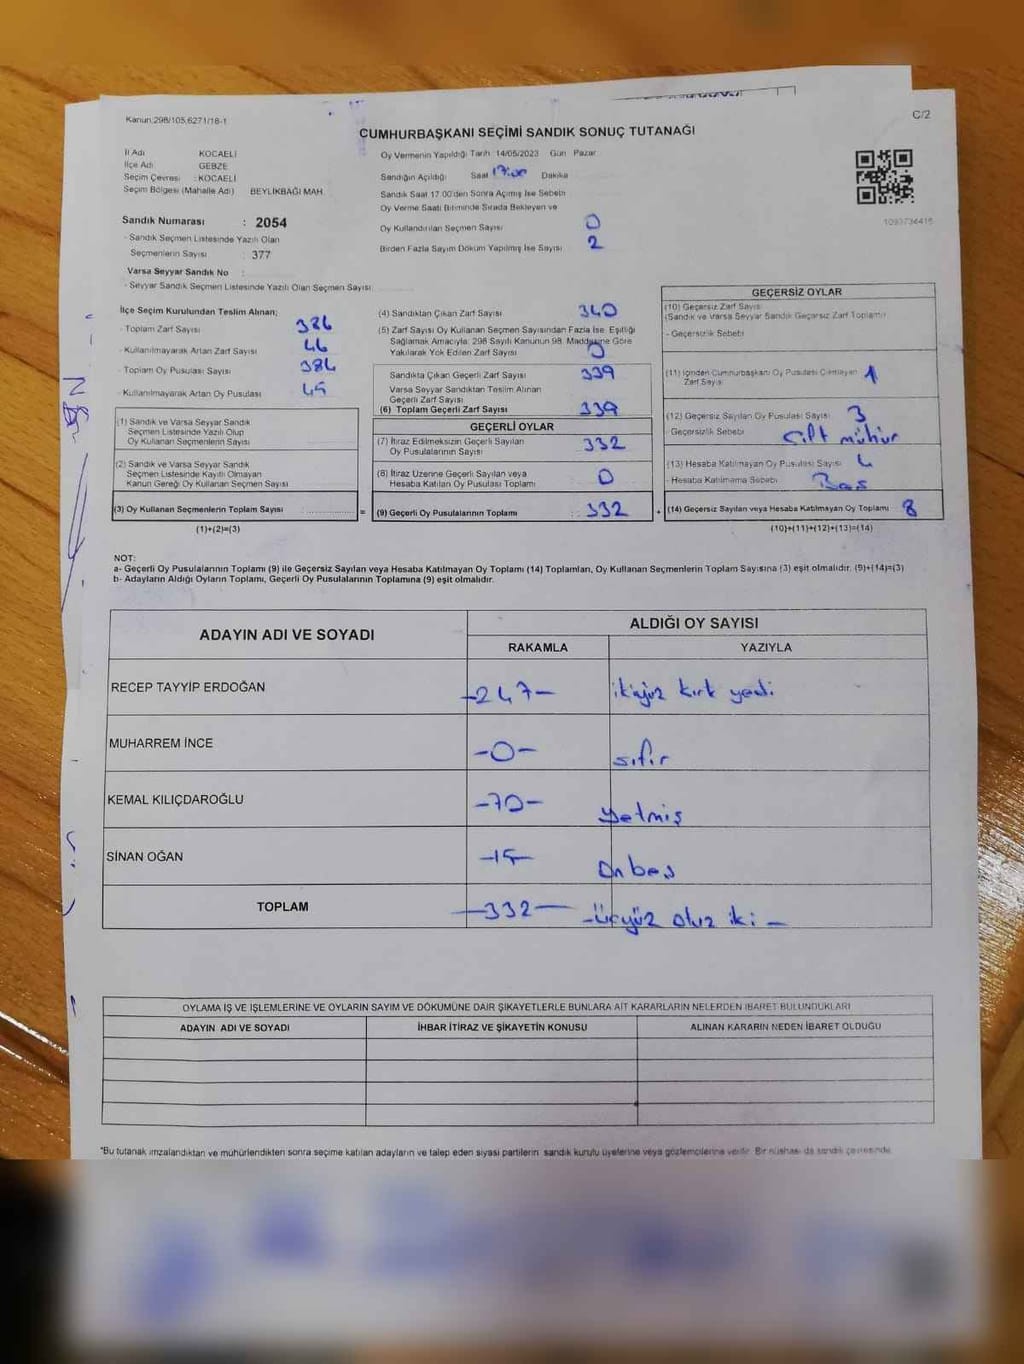 Kanun:298/105,6271/18-1
C/2
CUMHURBAŞKANI SEÇİMİ SANDIK SONUÇ TUTANAĞI
İl Adı KOCAELİ
İlçe Adı GEBZE
Seçim Çevresi : KOCAELİ
Seçim Bölgesi (Mahalle Adı) BEYLİKBAĞI MAH.
Oy Vermenin Yapıldığı Tarih 14/05/2023 Gün Pazar
Sandığın Açıldığı Saat 17:00 Dakika
Sandık Saat 17.00'den Sonra Açılmış İse Sebebi
Oy Verme Saati Bitiminde Sırada Bekleyen ve
Oy Kullandırılan Seçmen Sayısı 0
Birden Fazla Sayım Döküm Yapılmış İse Sayısı 2
1093734415
Sandık Numarası : 2054
- Sandık Seçmen Listesinde Yazılı Olan
Seçmenlerin Sayısı : 377
Varsa Seyyar Sandık No :
- Seyyar Sandık Seçmen Listesinde Yazılı Olan Seçmen Sayısı:
İlçe Seçim Kurulundan Teslim Alınan;
- Toplam Zarf Sayısı 386
- Kullanılmayarak Artan Zarf Sayısı 46
- Toplam Oy Pusulası Sayısı
- Kullanılmayarak Artan Oy Pusulası 45
(1) Sandık ve Varsa Seyyar Sandık
Seçmen Listesinde Yazılı Olup
Oy Kullanan Seçmenlerin Sayısı
(2) Sandık ve Varsa Seyyar Sandık
Seçmen Listesinde Kayıtlı Olmayan
Kanun Gereği Oy Kullanan Seçmen Sayısı
(3) Oy Kullanan Seçmenlerin Toplam Sayısı
(1)+(2)=(3)
(4) Sandıktan Çıkan Zarf Sayısı 340
(5) Zarf Sayısı Oy Kullanan Seçmen Sayısından Fazla İse, Eşitliği
Sağlamak Amacıyla; 298 Sayılı Kanunun 98. Maddesine Göre
Yakılarak Yok Edilen Zarf Sayısı 0
Sandıkta Çıkan Geçerli Zarf Sayısı 339
Varsa Seyyar Sandıktan Teslim Alınan
Geçerli Zarf Sayısı
(6) Toplam Geçerli Zarf Sayısı 339
GEÇERLİ OYLAR
(7) İtiraz Edilmeksizin Geçerli Sayılan
Oy Pusulalarının Sayısı : 332
(8) İtiraz Üzerine Geçerli Sayılan veya
Hesaba Katılan Oy Pusulası Toplamı 0
= (9) Geçerli Oy Pusulalarının Toplamı : 332
GEÇERSİZ OYLAR
(10) Geçersiz Zarf Sayısı
(Sandık ve Varsa Seyyar Sandık Geçersiz Zarf Toplamı)
- Geçersizlik Sebebi
(11) İçinden Cumhurbaşkanı Oy Pusulası Çıkmayan
Zarf Sayısı 1
(12) Geçersiz Sayılan Oy Pusulası Sayısı 3
- Geçersizlik Sebebi Çift mühür
(13) Hesaba Katılmayan Oy Pusulası Sayısı 4
- Hesaba Katılmama Sebebi Boş
+ (14) Geçersiz Sayılan veya Hesaba Katılmayan Oy Toplamı 8
(10)+(11)+(12)+(13)=(14)
NOT:
a- Geçerli Oy Pusulalarının Toplamı (9) ile Geçersiz Sayılan veya Hesaba Katılmayan Oy Toplamı (14) Toplamları, Oy Kullanan Seçmenlerin Toplam Sayısına (3) eşit olmalıdır. (9)+(14)=(3)
b- Adayların Aldığı Oyların Toplamı, Geçerli Oy Pusulalarının Toplamına (9) eşit olmalıdır.
ADAYIN ADI VE SOYADI
ALDIĞI OY SAYISI
RAKAMLA YAZIYLA
RECEP TAYYİP ERDOĞAN -247- ikiyüz kırk yedi
MUHARREM İNCE -0- sıfır
KEMAL KILIÇDAROĞLU -70- yetmiş
SİNAN OĞAN -15- Onbeş
TOPLAM -332- -üçyüz otuz iki -
OYLAMA İŞ VE İŞLEMLERİNE VE OYLARIN SAYIM VE DÖKÜMÜNE DAİR ŞİKAYETLERLE BUNLARA AİT KARARLARIN NELERDEN İBARET BULUNDUKLARI
ADAYIN ADI VE SOYADI İHBAR İTİRAZ VE ŞİKAYETİN KONUSU ALINAN KARARIN NEDEN İBARET OLDUĞU
*Bu tutanak imzalandıktan ve mühürlendikten sonra seçime katılan adayların ve talep eden siyasi partilerin sandık kurulu üyelerine veya gözlemcilerine verilir. Bir nüshası da sandık çevresinde